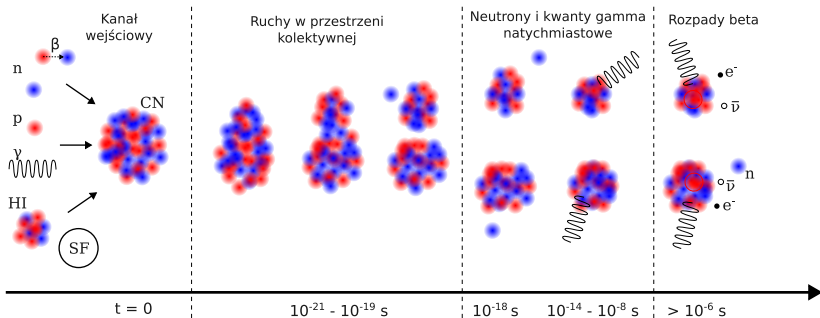 Kanał
wejściowy
Ruchy w przestrzeni
kolektywnej
Neutrony i kwanty gamma
natychmiastowe
Rozpady beta
β
n
p
γ
HI
SF
CN
e⁻
ν̅
n
ν̅
e⁻
t = 0
10⁻²¹ - 10⁻¹⁹ s
10⁻¹⁸ s
10⁻¹⁴ - 10⁻⁸ s
> 10⁻⁶ s